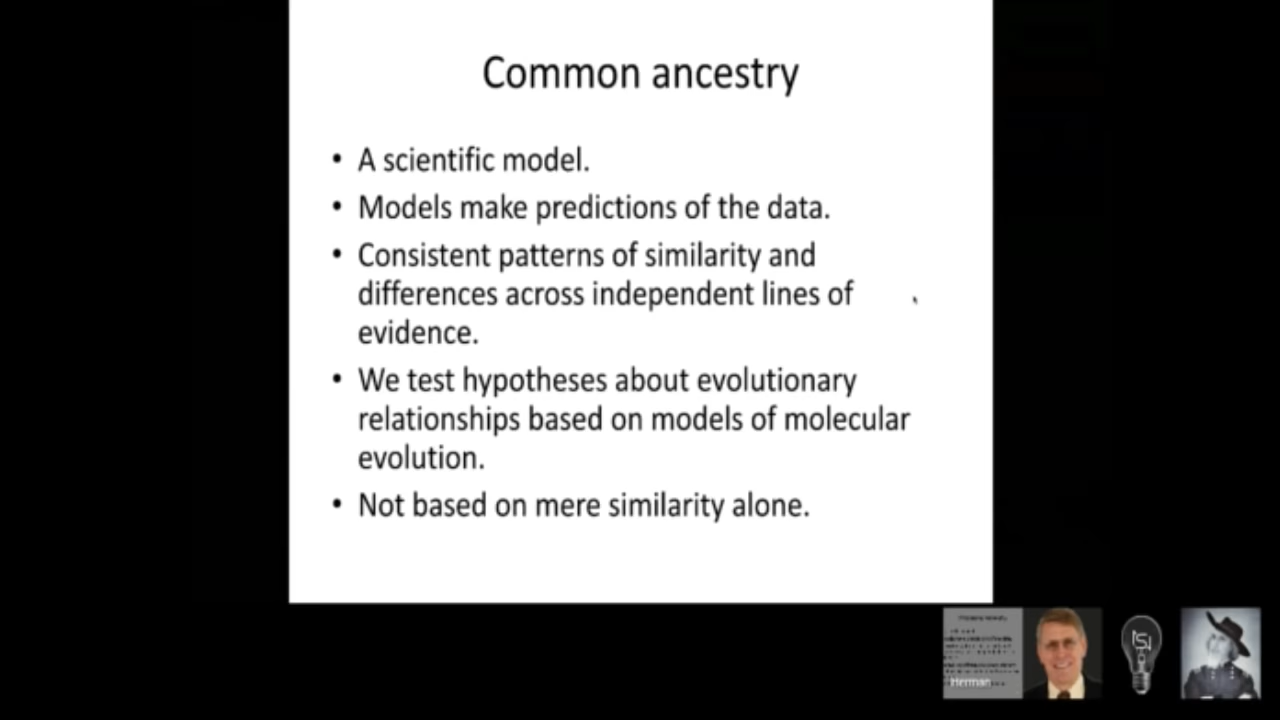 Common ancestry
• A scientific model.
• Models make predictions of the data.
• Consistent patterns of similarity and
differences across independent lines of
evidence.
• We test hypotheses about evolutionary
relationships based on models of molecular
evolution.
• Not based on mere similarity alone.
Herman